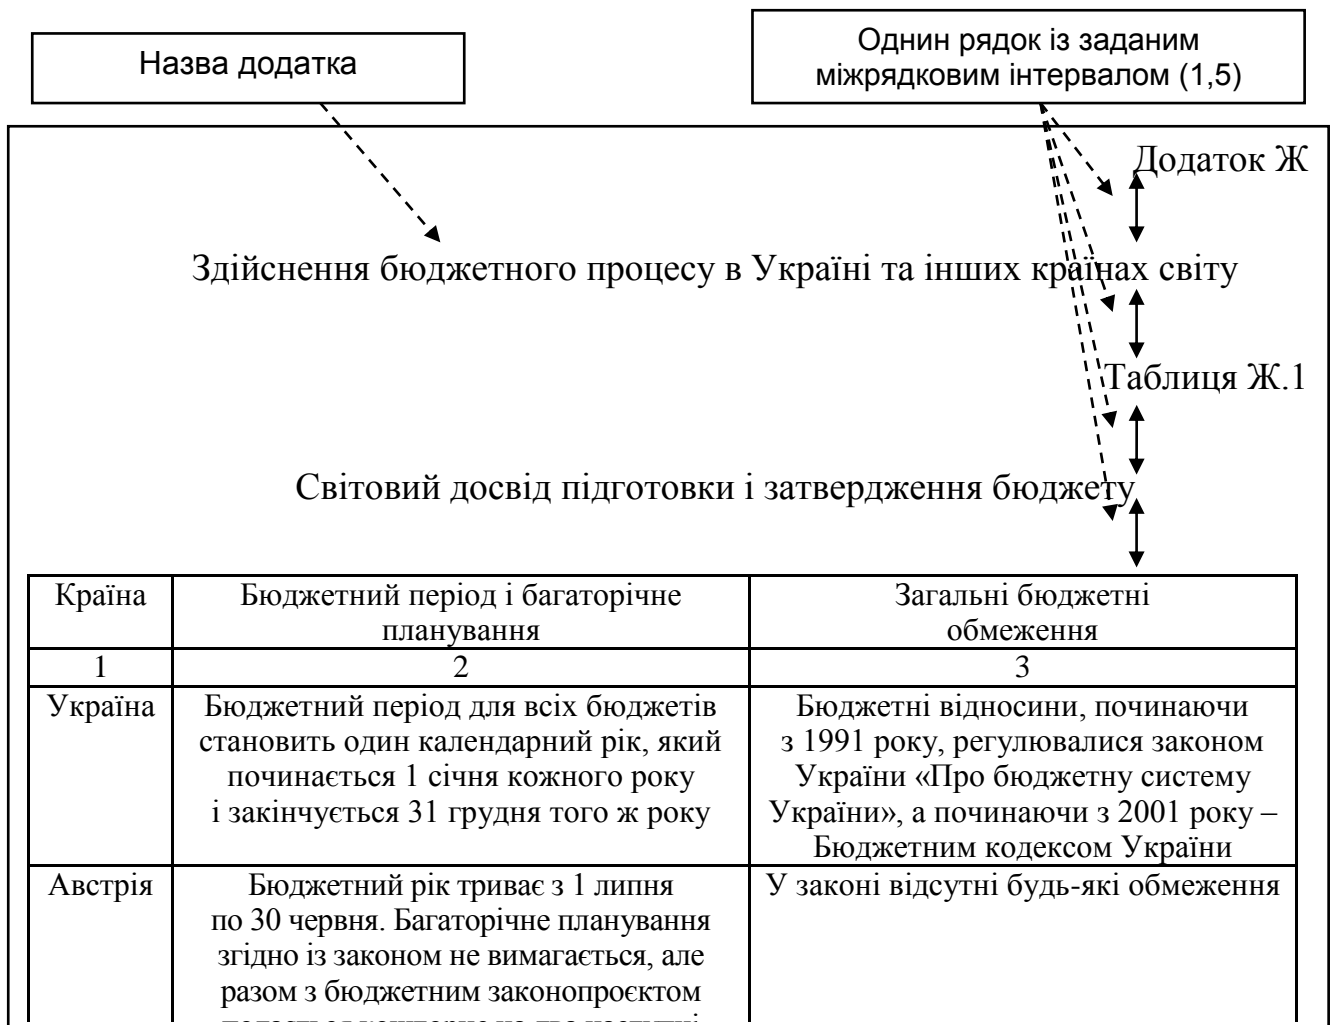 Назва додатка
Однин рядок із заданим
міжрядковим інтервалом (1,5)
Додаток Ж
Здійснення бюджетного процесу в Україні та інших країнах світу
Таблиця Ж.1
Світовий досвід підготовки і затвердження бюджету
Країна
Бюджетний період і багаторічне
планування
Загальні бюджетні
обмеження
1
2
3
Україна
Бюджетний період для всіх бюджетів
становить один календарний рік, який
починається 1 січня кожного року
і закінчується 31 грудня того ж року
Бюджетні відносини, починаючи
з 1991 року, регулювалися законом
України «Про бюджетну систему
України», а починаючи з 2001 року –
Бюджетним кодексом України
Австрія
Бюджетний рік триває з 1 липня
по 30 червня. Багаторічне планування
згідно із законом не вимагається, але
разом з бюджетним законопроєктом
У законі відсутні будь-які обмеження